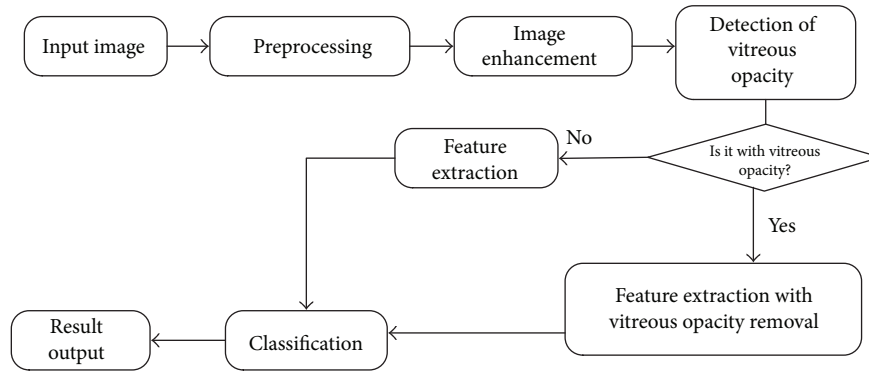 Input image
Preprocessing
Image
enhancement
Detection of
vitreous
opacity
Is it with vitreous
opacity?
No
Feature
extraction
Yes
Feature extraction with
vitreous opacity removal
Classification
Result
output